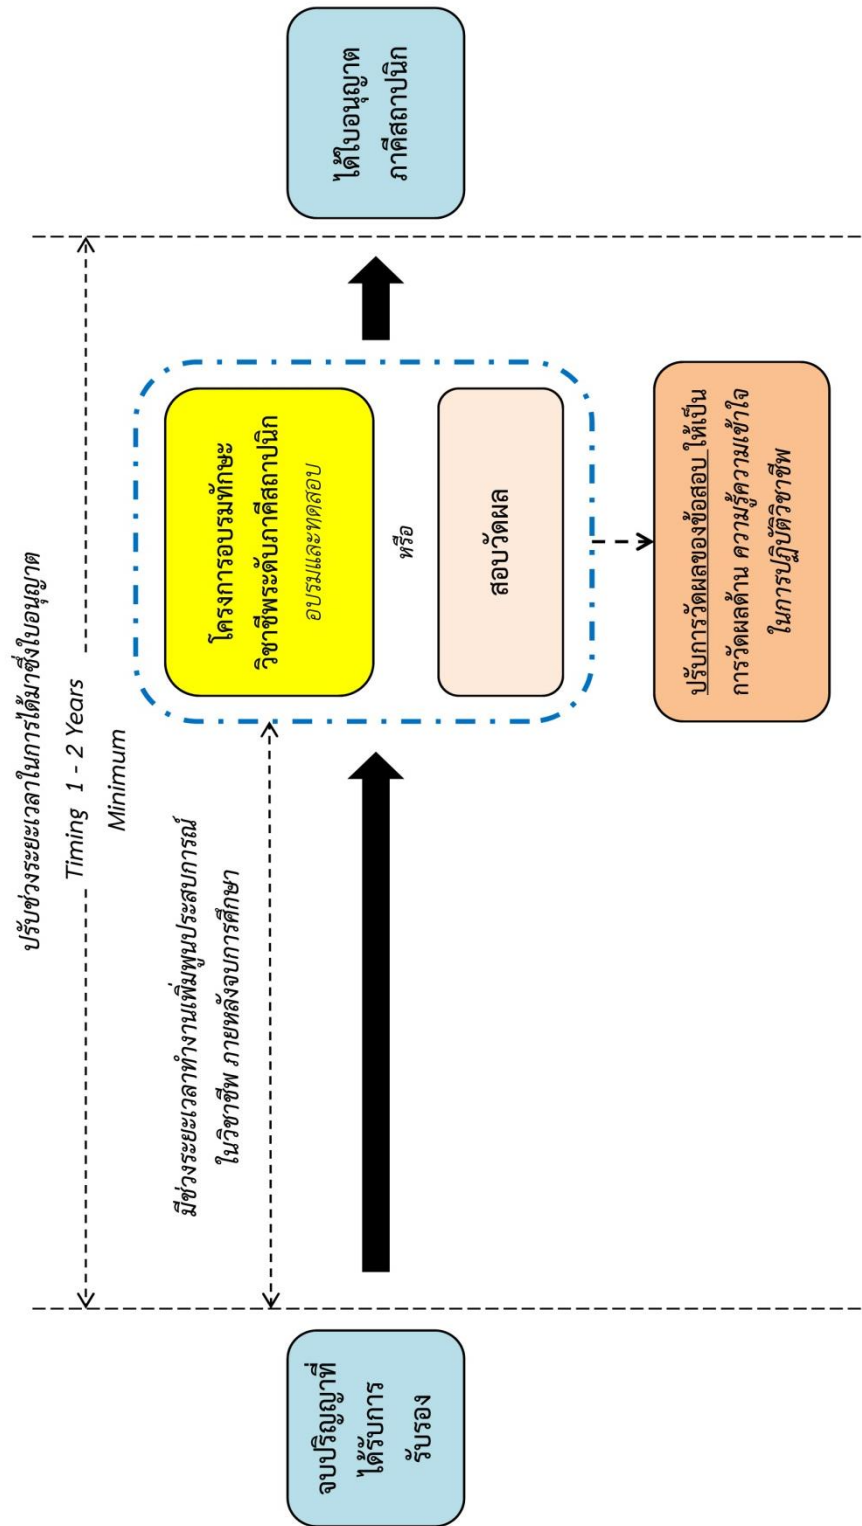 ปรับช่วงระยะเวลาในการได้มาซึ่งใบอนุญาต
Timing 1 - 2 Years
Minimum
มีช่วงระยะเวลาทำงานเพิ่มพูนประสบการณ์
ในวิชาชีพ ภายหลังจบการศึกษา
จบปริญญาที่
ได้รับการ
รับรอง
โครงการอบรมทักษะ
วิชาชีพระดับภาคีสถาปนิก
อบรมและทดสอบ
หรือ
สอบวัดผล
ปรับการวัดผลของข้อสอบ ให้เป็น
การวัดผลด้าน ความรู้ความเข้าใจ
ในการปฏิบัติวิชาชีพ
ได้ใบอนุญาต
ภาคีสถาปนิก